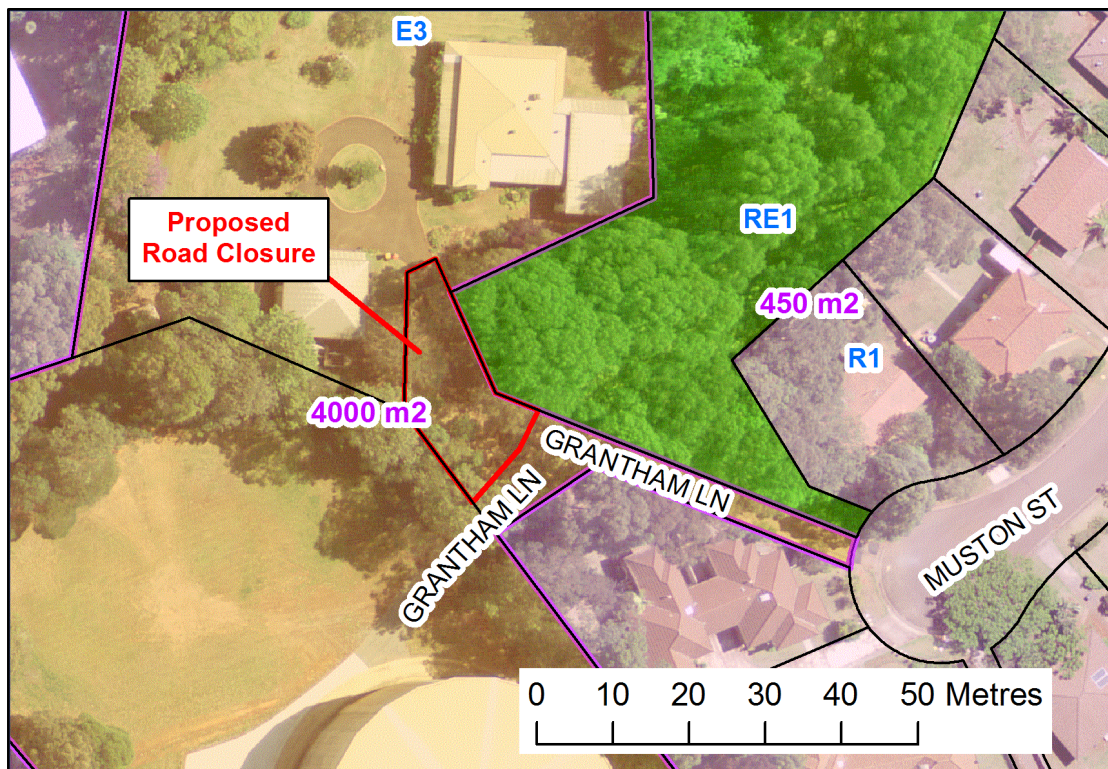 E3
Proposed
Road Closure
RE1
450 m2
R1
4000 m2
GRANTHAM LN
GRANTHAM LN
MUSTON ST
0 10 20 30 40 50 Metres